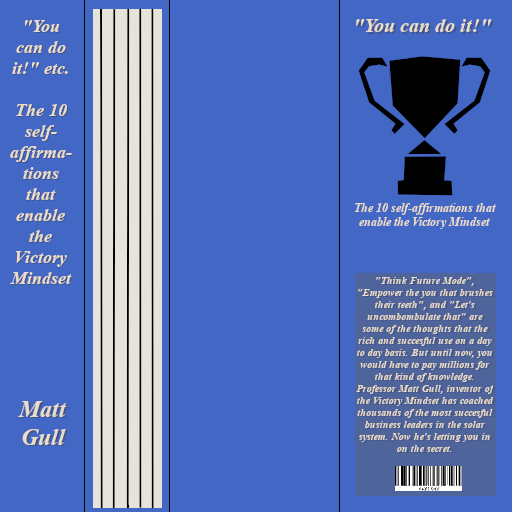 "You
can do
it!" etc.
The 10
self-
affirma-
tions
that
enable
the
Victory
Mindset
Matt
Gull
"You can do it!"
The 10 self-affirmations that
enable the Victory Mindset
"Think Future Mode",
"Empower the you that brushes
their teeth", and "Let's
uncombombulate that" are
some of the thoughts that the
rich and succesful use on a day
to day basis. But until now, you
would have to pay millions for
that kind of knowledge.
Professor Matt Gull, inventor of
the Victory Mindset has coached
thousands of the most succesful
business leaders in the solar
system. Now he's letting you in
on the secret.